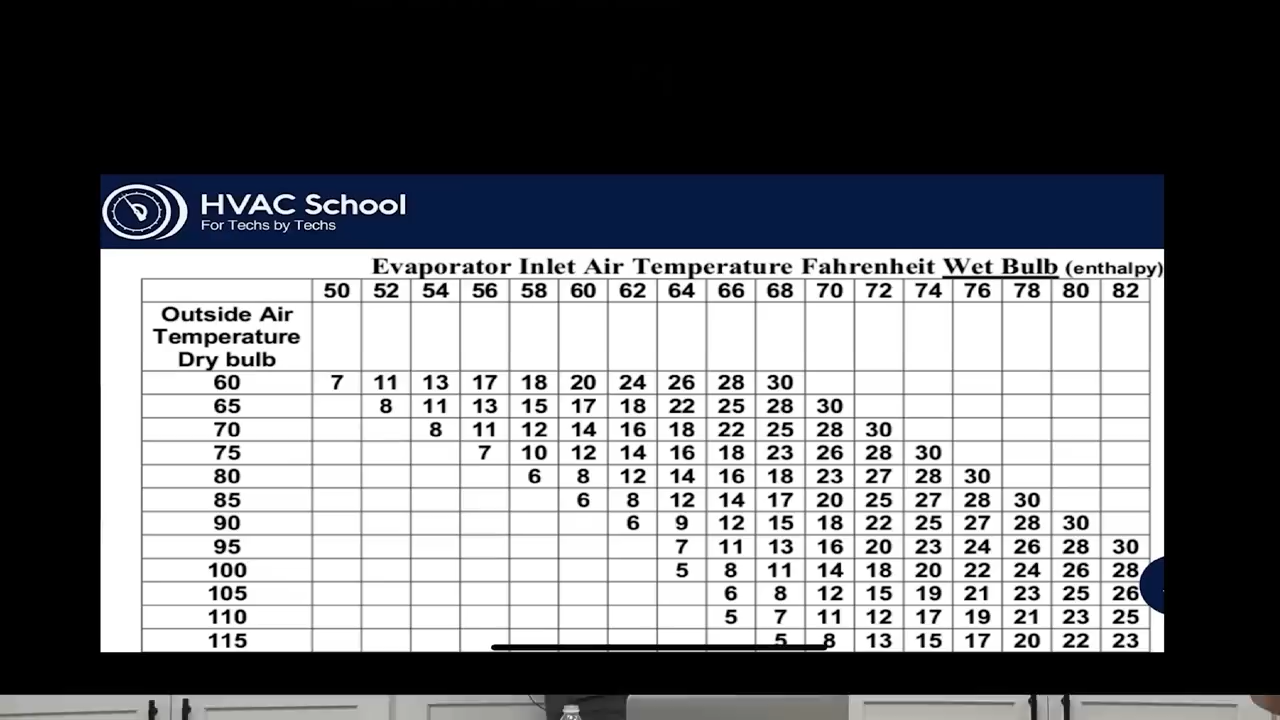 HVAC School
For Techs by Techs
Evaporator Inlet Air Temperature Fahrenheit Wet Bulb (enthalpy)
50 52 54 56 58 60 62 64 66 68 70 72 74 76 78 80 82
Outside Air
Temperature
Dry bulb
60 7 11 13 17 18 20 24 26 28 30
65 8 11 13 15 17 18 22 25 28 30
70 8 11 12 14 16 18 22 25 28 30
75 7 10 12 14 16 18 23 26 28 30
80 6 8 12 14 16 18 23 27 28 30
85 6 8 12 14 17 20 25 27 28 30
90 6 9 12 15 18 22 25 27 28 30
95 7 11 13 16 20 23 24 26 28 30
100 5 8 11 14 18 20 22 24 26 28
105 6 8 12 15 19 21 23 25 26
110 5 7 11 12 17 19 21 23 25
115 5 8 13 15 17 20 22 23